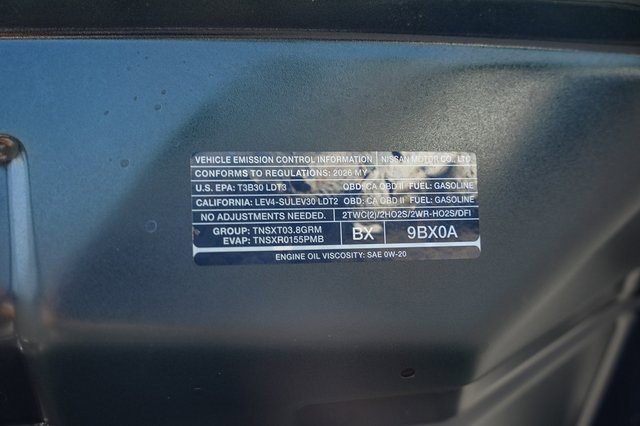 VEHICLE EMISSION CONTROL INFORMATION NISSAN MOTOR CO., LTD
CONFORMS TO REGULATIONS: 2026 MY
U.S. EPA: T3B30 LDT3 OBD: CA OBD II FUEL: GASOLINE
CALIFORNIA: LEV4-SULEV30 LDT2 OBD: CA OBD II FUEL: GASOLINE
NO ADJUSTMENTS NEEDED. 2TWC(2)/2HO2S/2WR-HO2S/DFI
GROUP: TNSXT03.8GRM BX 9BX0A
EVAP: TNSXR0155PMB
ENGINE OIL VISCOSITY: SAE 0W-20